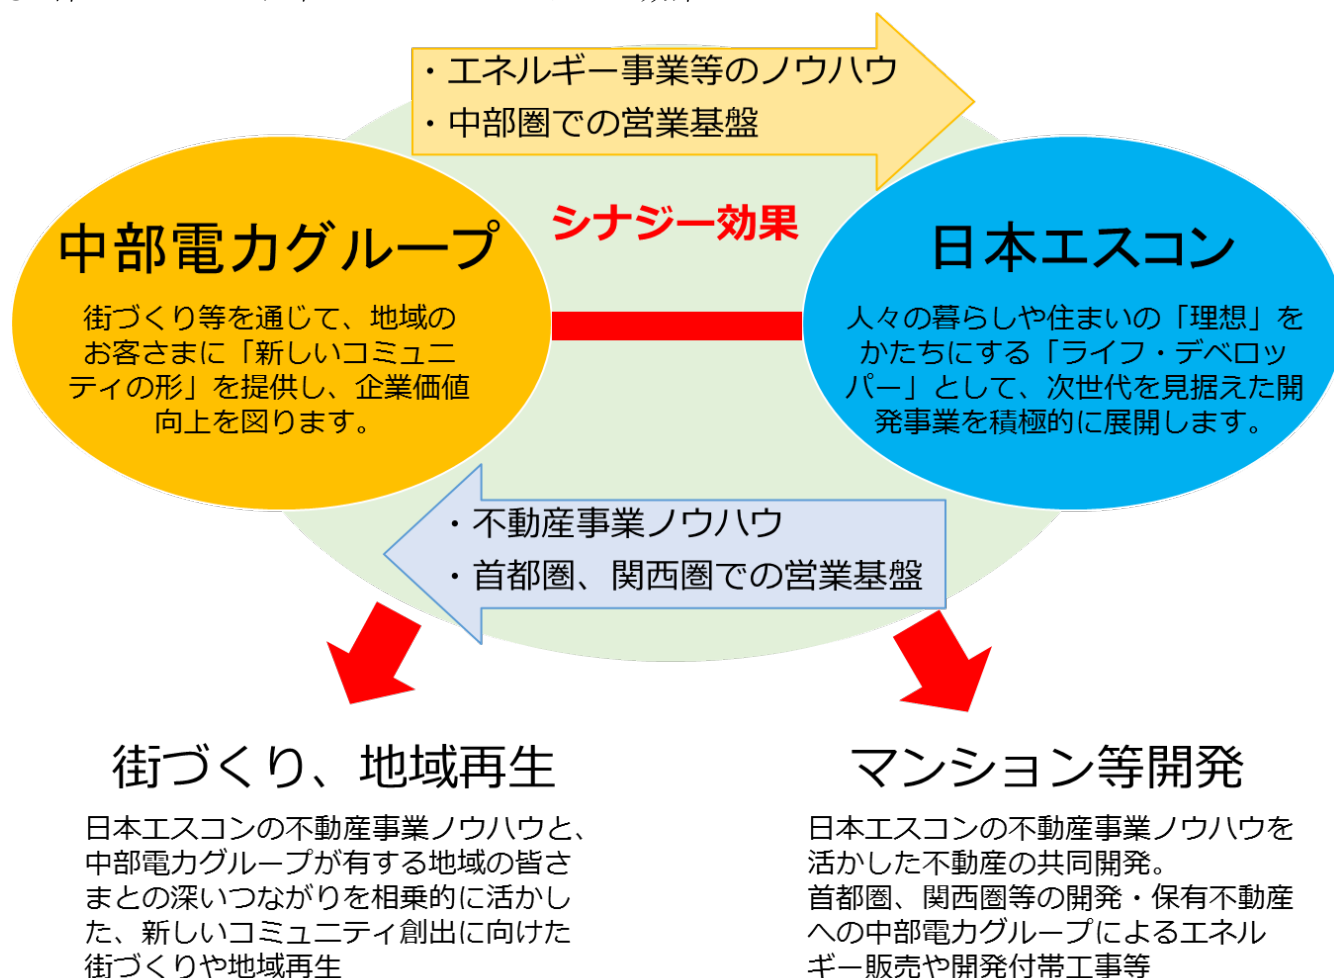 ・エネルギー事業等のノウハウ
・中部圏での営業基盤
シナジー効果
中部電力グループ
街づくり等を通じて、地域の
お客さまに「新しいコミュニ
ティの形」を提供し、企業価値
向上を図ります。
日本エスコン
人々の暮らしや住まいの「理想」を
かたちにする「ライフ・デベロッ
パー」として、次世代を見据えた開
発事業を積極的に展開します。
・不動産事業ノウハウ
・首都圏、関西圏での営業基盤
街づくり、地域再生
日本エスコンの不動産事業ノウハウと、
中部電力グループが有する地域の皆さ
まとの深いつながりを相乗的に活かし
た、新しいコミュニティ創出に向けた
街づくりや地域再生
マンション等開発
日本エスコンの不動産事業ノウハウを
活かした不動産の共同開発。
首都圏、関西圏等の開発・保有不動産
への中部電力グループによるエネル
ギー販売や開発付帯工事等